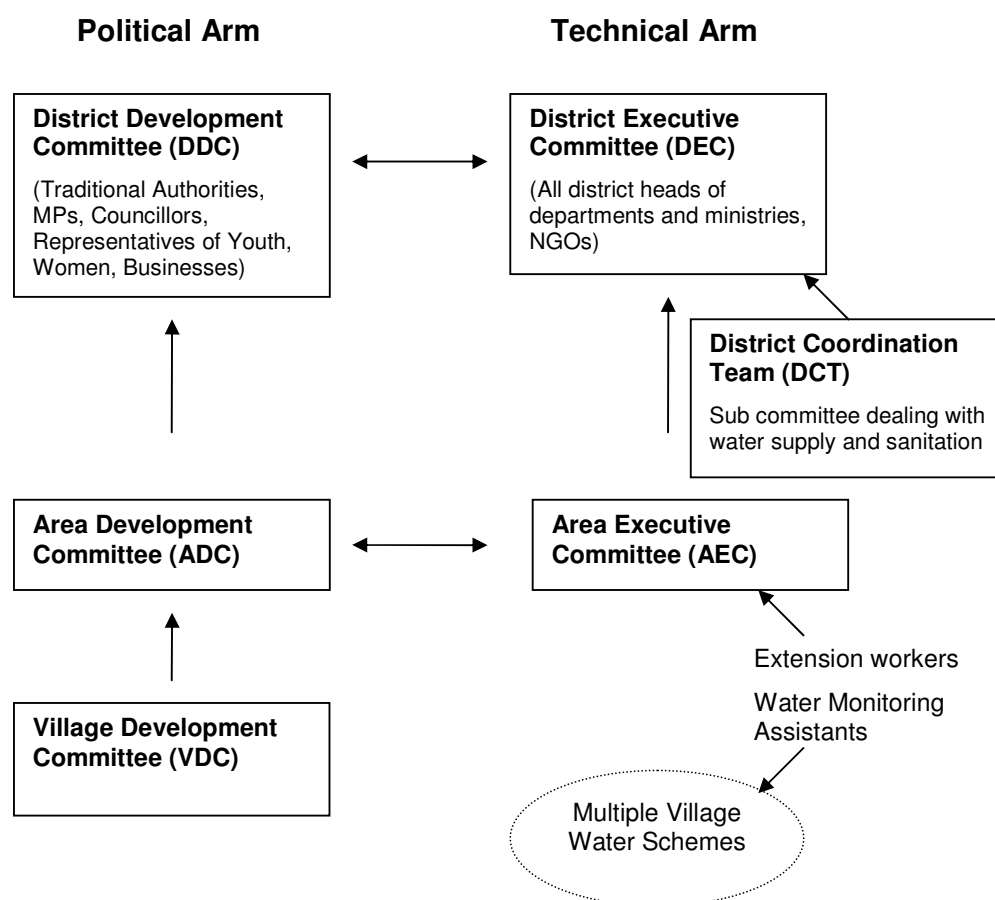 Political Arm
Technical Arm
District Development
Committee (DDC)
(Traditional Authorities,
MPs, Councillors,
Representatives of Youth,
Women, Businesses)
District Executive
Committee (DEC)
(All district heads of
departments and ministries,
NGOs)
District Coordination
Team (DCT)
Sub committee dealing with
water supply and sanitation
Area Development
Committee (ADC)
Area Executive
Committee (AEC)
Extension workers
Water Monitoring
Assistants
Village Development
Committee (VDC)
Multiple Village
Water Schemes